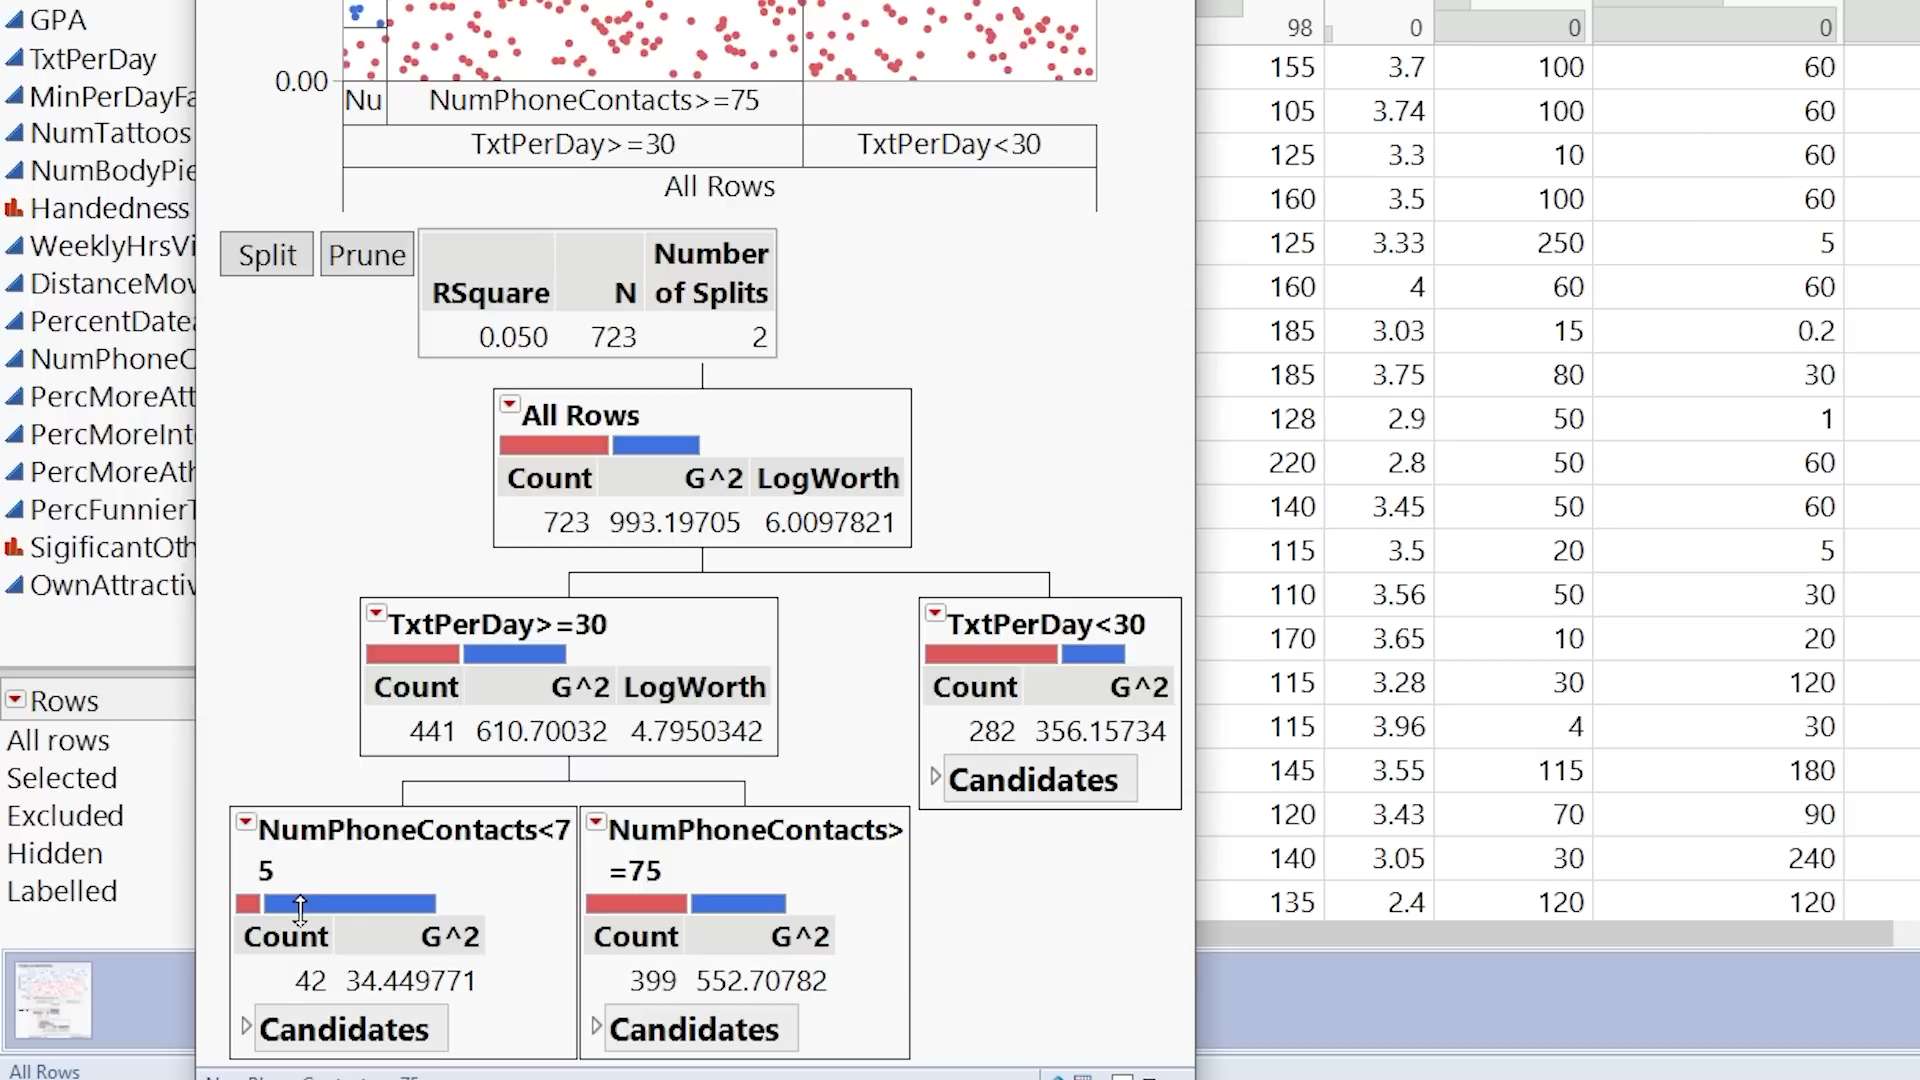 GPA
TxtPerDay
MinPerDayFa
NumTattoos
NumBodyPie
Handedness
WeeklyHrsVi
DistanceMov
PercentDatea
NumPhoneC
PercMoreAtt
PercMoreInt
PercMoreAth
PercFunnierT
SigificantOth
OwnAttractiv
Rows
All rows
Selected
Excluded
Hidden
Labelled
All Rows
0.00
Nu NumPhoneContacts>=75
TxtPerDay>=30 TxtPerDay<30
All Rows
Split Prune
RSquare N Number of Splits
0.050 723 2
All Rows
Count G^2 LogWorth
723 993.19705 6.0097821
TxtPerDay>=30
Count G^2 LogWorth
441 610.70032 4.7950342
TxtPerDay<30
Count G^2
282 356.15734
Candidates
NumPhoneContacts<7
5
Count G^2
42 34.449771
Candidates
NumPhoneContacts>
=75
Count G^2
399 552.70782
Candidates
98 0 0 0
155 3.7 100 60
105 3.74 100 60
125 3.3 10 60
160 3.5 100 60
125 3.33 250 5
160 4 60 60
185 3.03 15 0.2
185 3.75 80 30
128 2.9 50 1
220 2.8 50 60
140 3.45 50 60
115 3.5 20 5
110 3.56 50 30
170 3.65 10 20
115 3.28 30 120
115 3.96 4 30
145 3.55 115 180
120 3.43 70 90
140 3.05 30 240
135 2.4 120 120